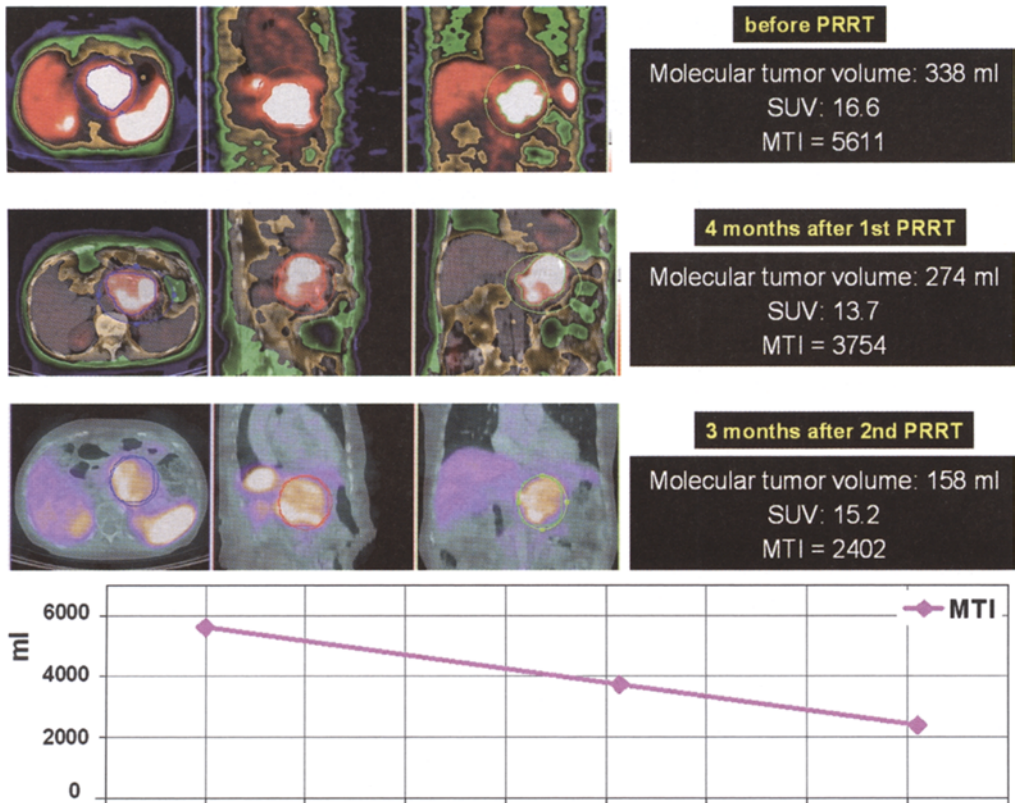 before PRRT
Molecular tumor volume: 338 ml
SUV: 16.6
MTI = 5611
4 months after 1st PRRT
Molecular tumor volume: 274 ml
SUV: 13.7
MTI = 3754
3 months after 2nd PRRT
Molecular tumor volume: 158 ml
SUV: 15.2
MTI = 2402
MTI
ml
6000
4000
2000
0